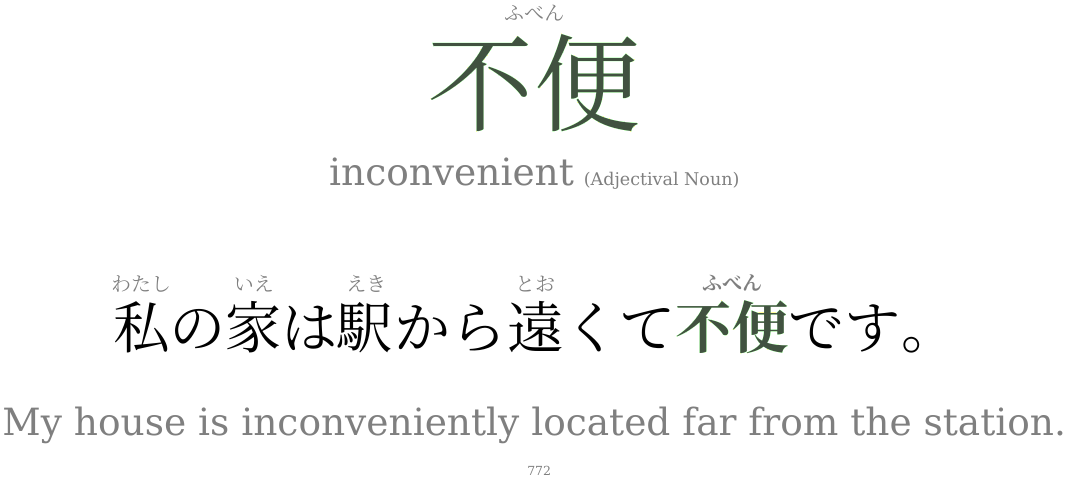 ふべん
不便
inconvenient (Adjectival Noun)
わたし いえ えき とお ふべん
私の家は駅から遠くて不便です。
My house is inconveniently located far from the station.
772